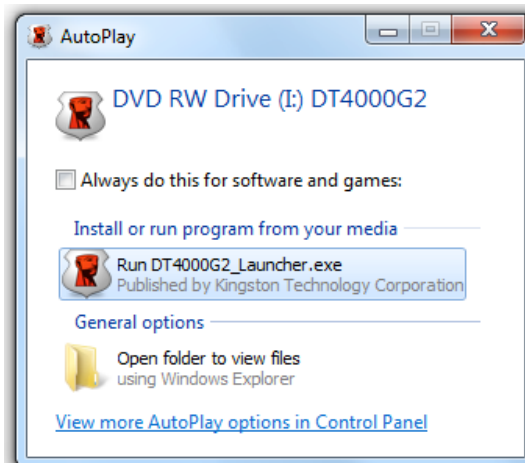 AutoPlay
DVD RW Drive (I:) DT4000G2
Always do this for software and games:
Install or run program from your media
Run DT4000G2_Launcher.exe
Published by Kingston Technology Corporation
General options
Open folder to view files
using Windows Explorer
View more AutoPlay options in Control Panel